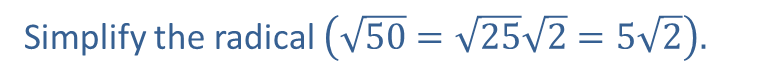 Simplify the radical (√50 = √25√2 = 5√2).